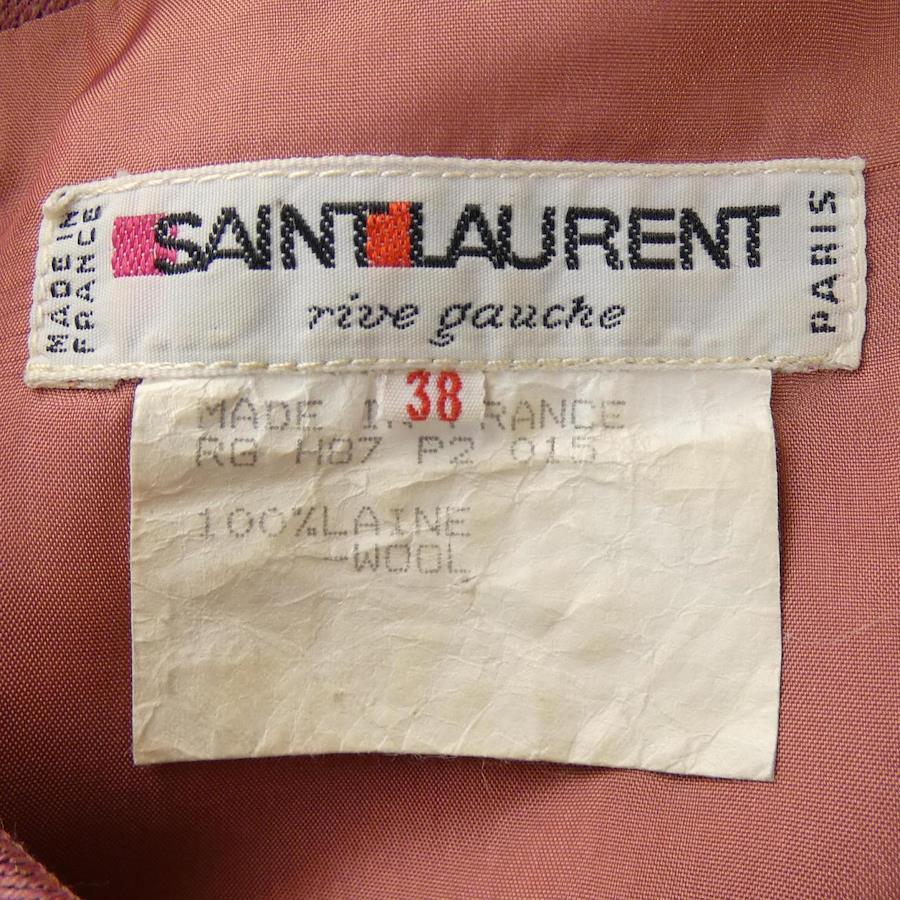 MADE IN
FRANCE
SAINT LAURENT
rive gauche
PARIS
38
MADE IN FRANCE
RG H87 P2 015
100%LAINE
-WOOL